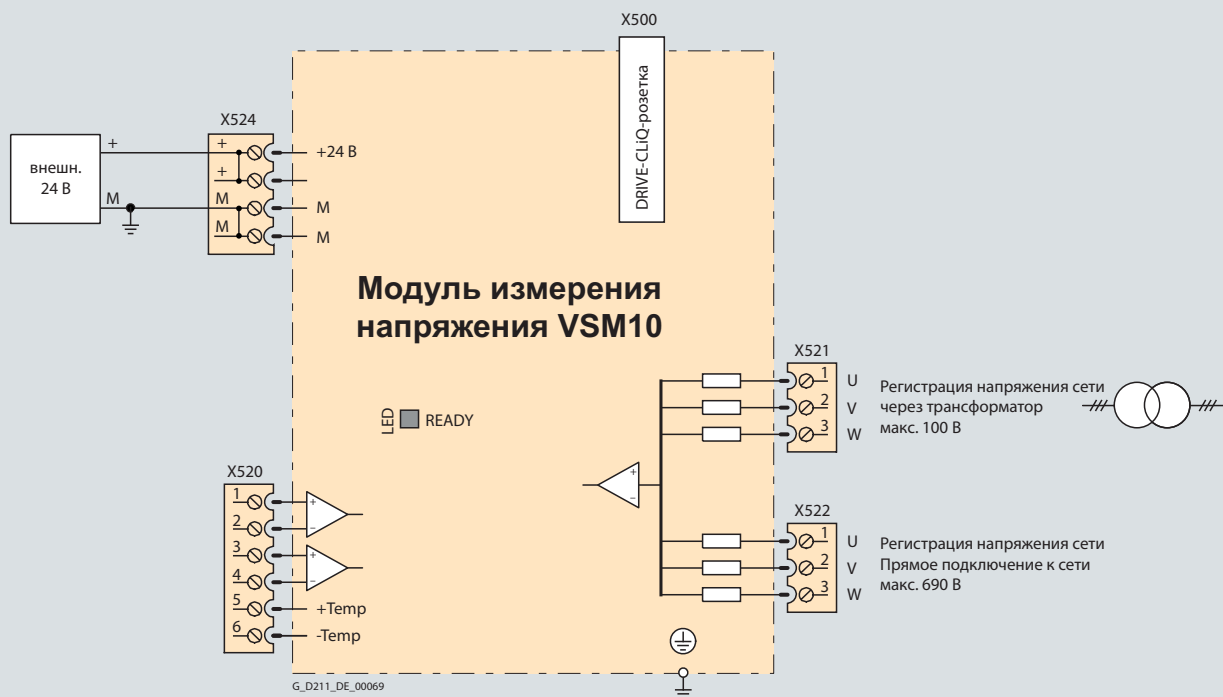 X500
DRIVE-CLiQ-розетка
X524
внешн.
24 В
+
M
+
+
M
M
+24 В
M
M
Модуль измерения
напряжения VSM10
LED
READY
X521
1
2
3
U
V
W
Регистрация напряжения сети
через трансформатор
макс. 100 В
+
−
X520
1
2
3
4
5
6
+
−
+
−
+Temp
-Temp
X522
1
2
3
U
V
W
Регистрация напряжения сети
Прямое подключение к сети
макс. 690 В
G_D211_DE_00069